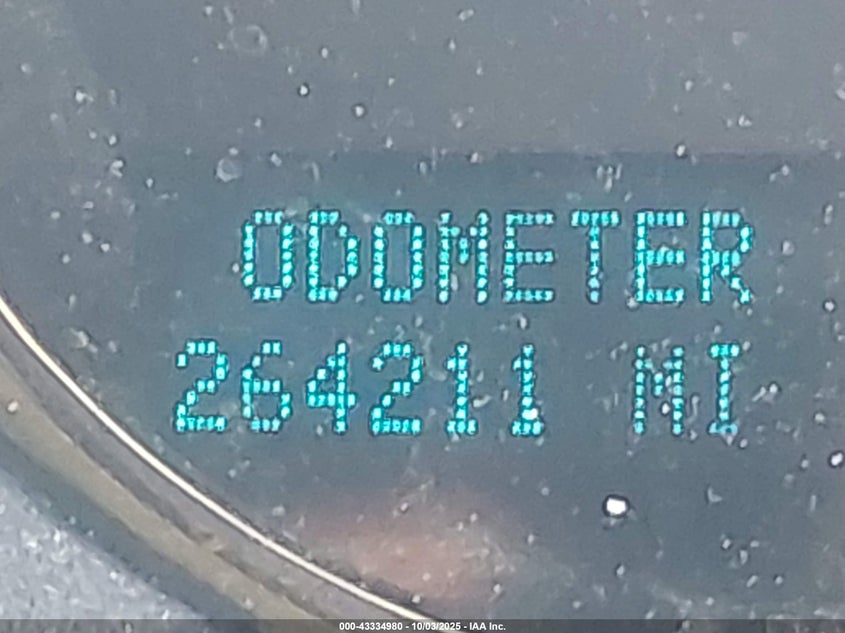 ODOMETER
264211 MI
000-43334980 - 10/03/2025 - IAA Inc.